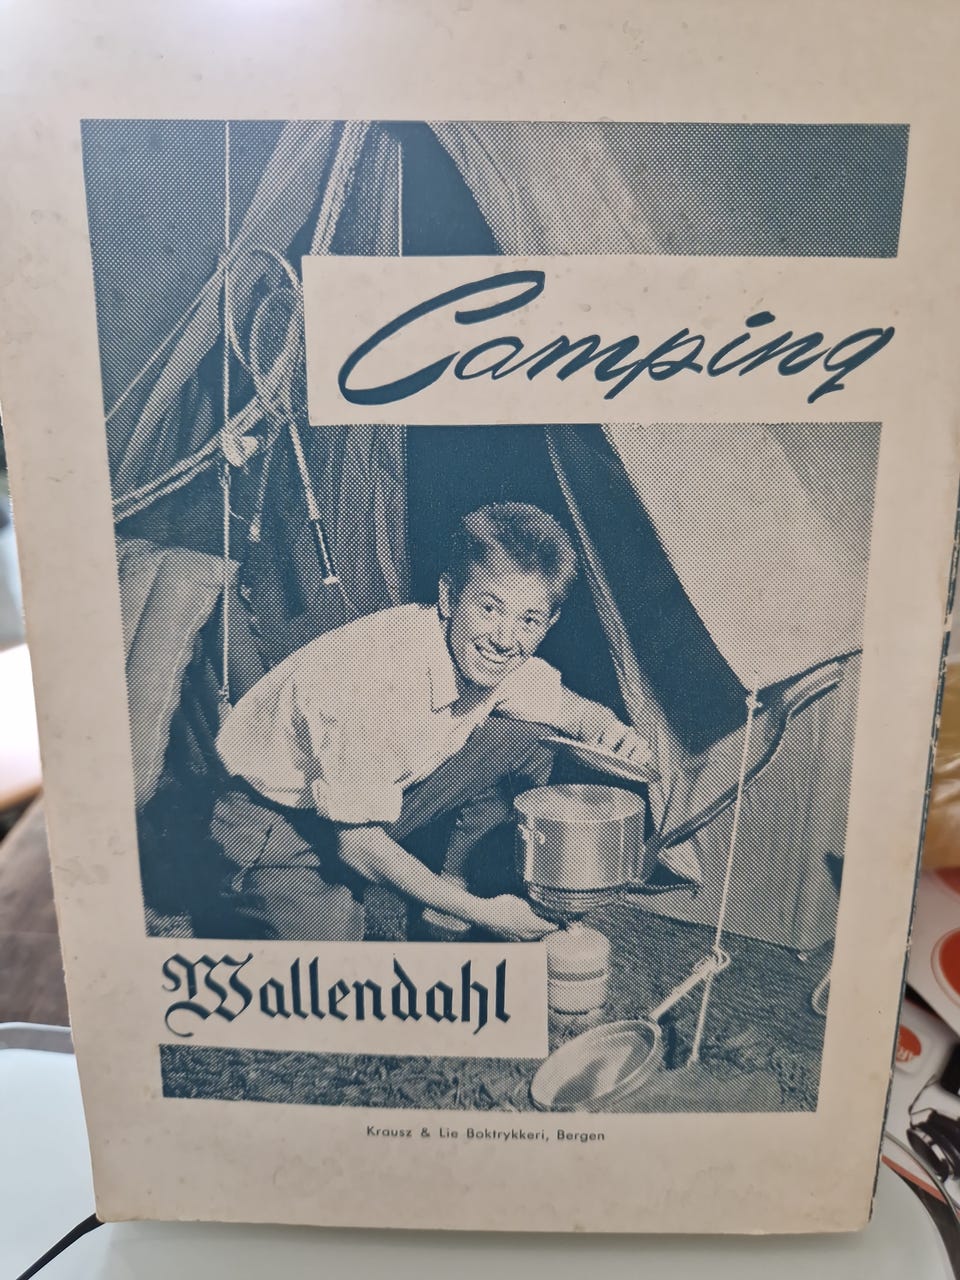 Camping
Wallendahl
Krausz & Lie Boktrykkeri, Bergen